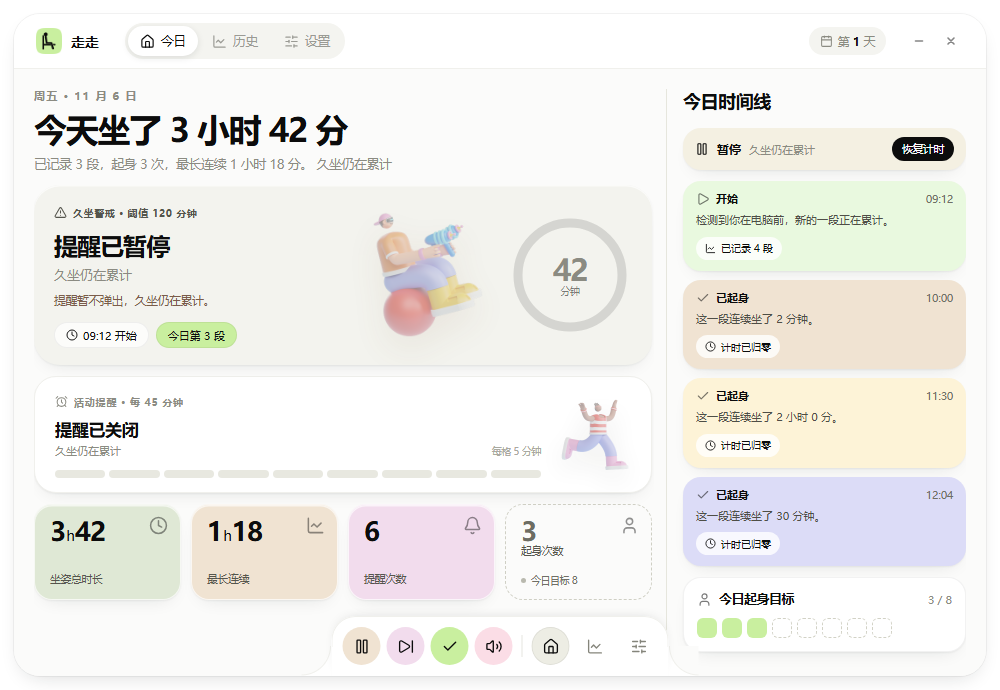 走走
今日
历史
设置
第 1 天
周五 • 11 月 6 日
今天坐了 3 小时 42 分
已记录 3 段，起身 3 次，最长连续 1 小时 18 分。 久坐仍在累计
久坐警戒 • 阈值 120 分钟
提醒已暂停
久坐仍在累计
提醒暂不弹出，久坐仍在累计。
09:12 开始
今日第 3 段
42
分钟
活动提醒 • 每 45 分钟
提醒已关闭
久坐仍在累计
每格 5 分钟
3h42
坐姿总时长
1h18
最长连续
6
提醒次数
3
起身次数
今日目标 8
今日时间线
暂停 久坐仍在累计
恢复计时
开始 09:12
检测到你在电脑前，新的一段正在累计。
已记录 4 段
已起身 10:00
这一段连续坐了 2 分钟。
计时已归零
已起身 11:30
这一段连续坐了 2 小时 0 分。
计时已归零
已起身 12:04
这一段连续坐了 30 分钟。
计时已归零
今日起身目标 3 / 8